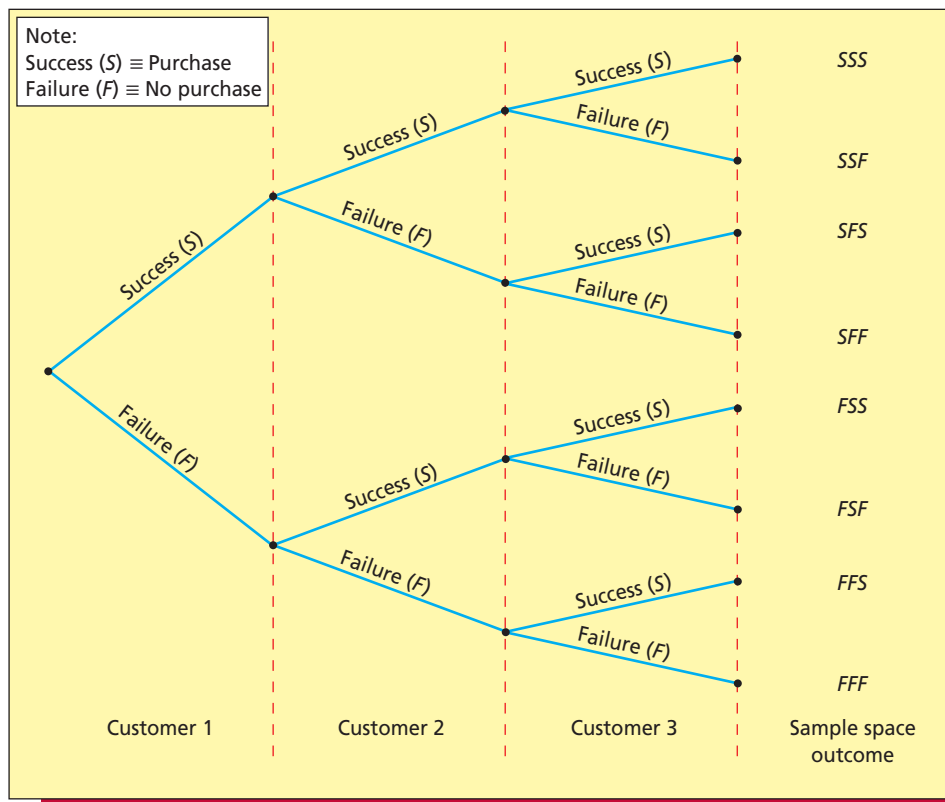 Note:
Success (S) ≡ Purchase
Failure (F) ≡ No purchase
Success (S)
SSS
Success (S)
Failure (F)
SSF
Success (S)
Failure (F)
Success (S)
SFS
Failure (F)
SFF
Failure (F)
Success (S)
Success (S)
FSS
Failure (F)
FSF
Failure (F)
Success (S)
FFS
Failure (F)
FFF
Customer 1
Customer 2
Customer 3
Sample space
outcome